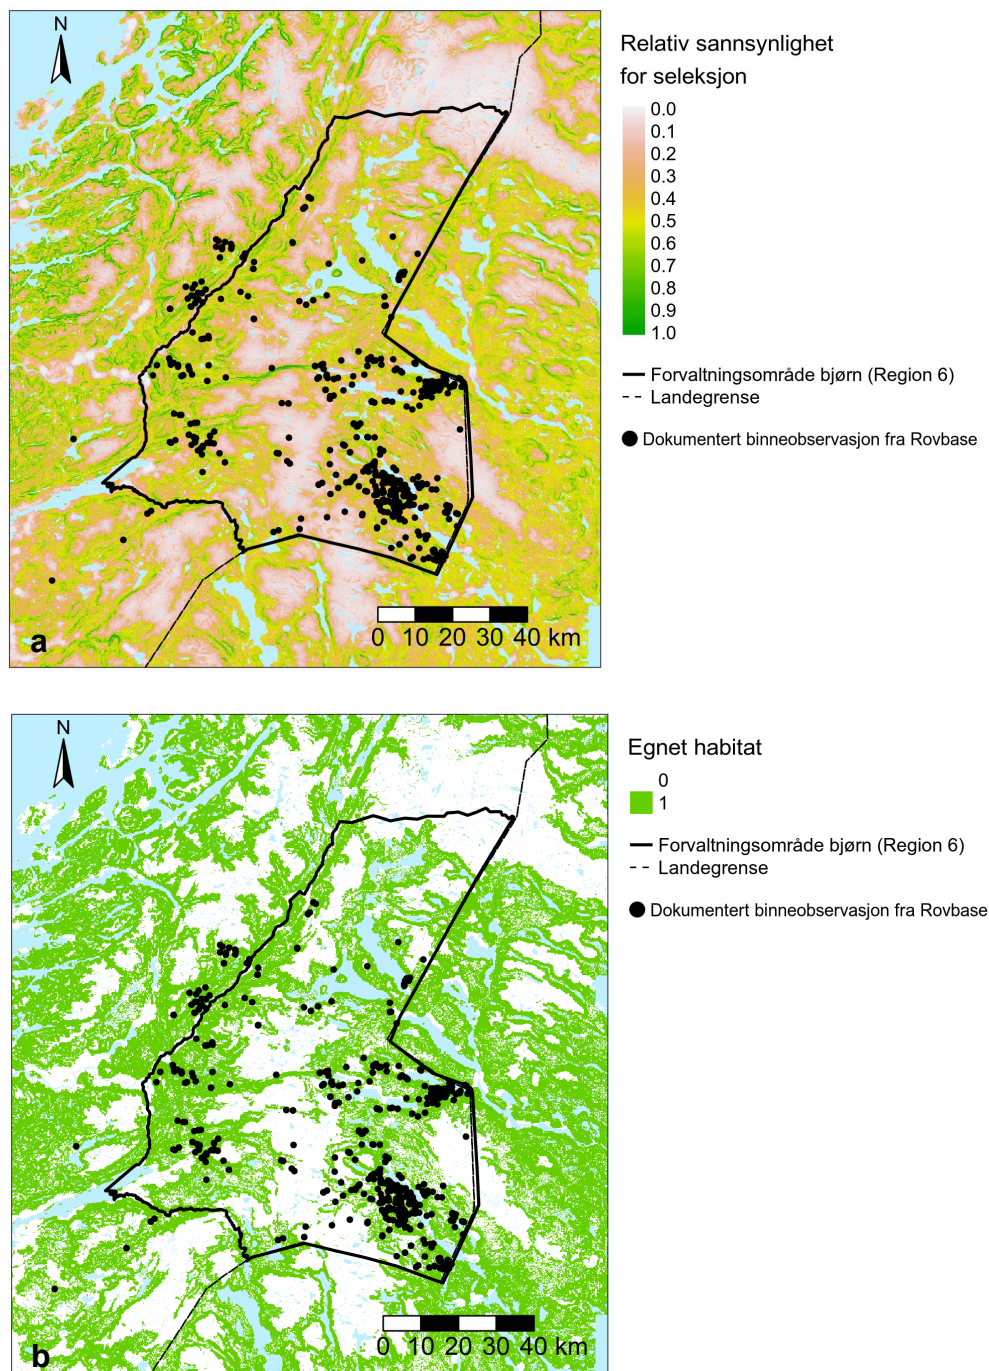 N
Relativ sannsynlighet
for seleksjon
0.0
0.1
0.2
0.3
0.4
0.5
0.6
0.7
0.8
0.9
1.0
Forvaltningsområde bjørn (Region 6)
Landegrense
Dokumentert binneobservasjon fra Rovbase
a
0 10 20 30 40 km
N
Egnet habitat
0
1
Forvaltningsområde bjørn (Region 6)
Landegrense
Dokumentert binneobservasjon fra Rovbase
b
0 10 20 30 40 km